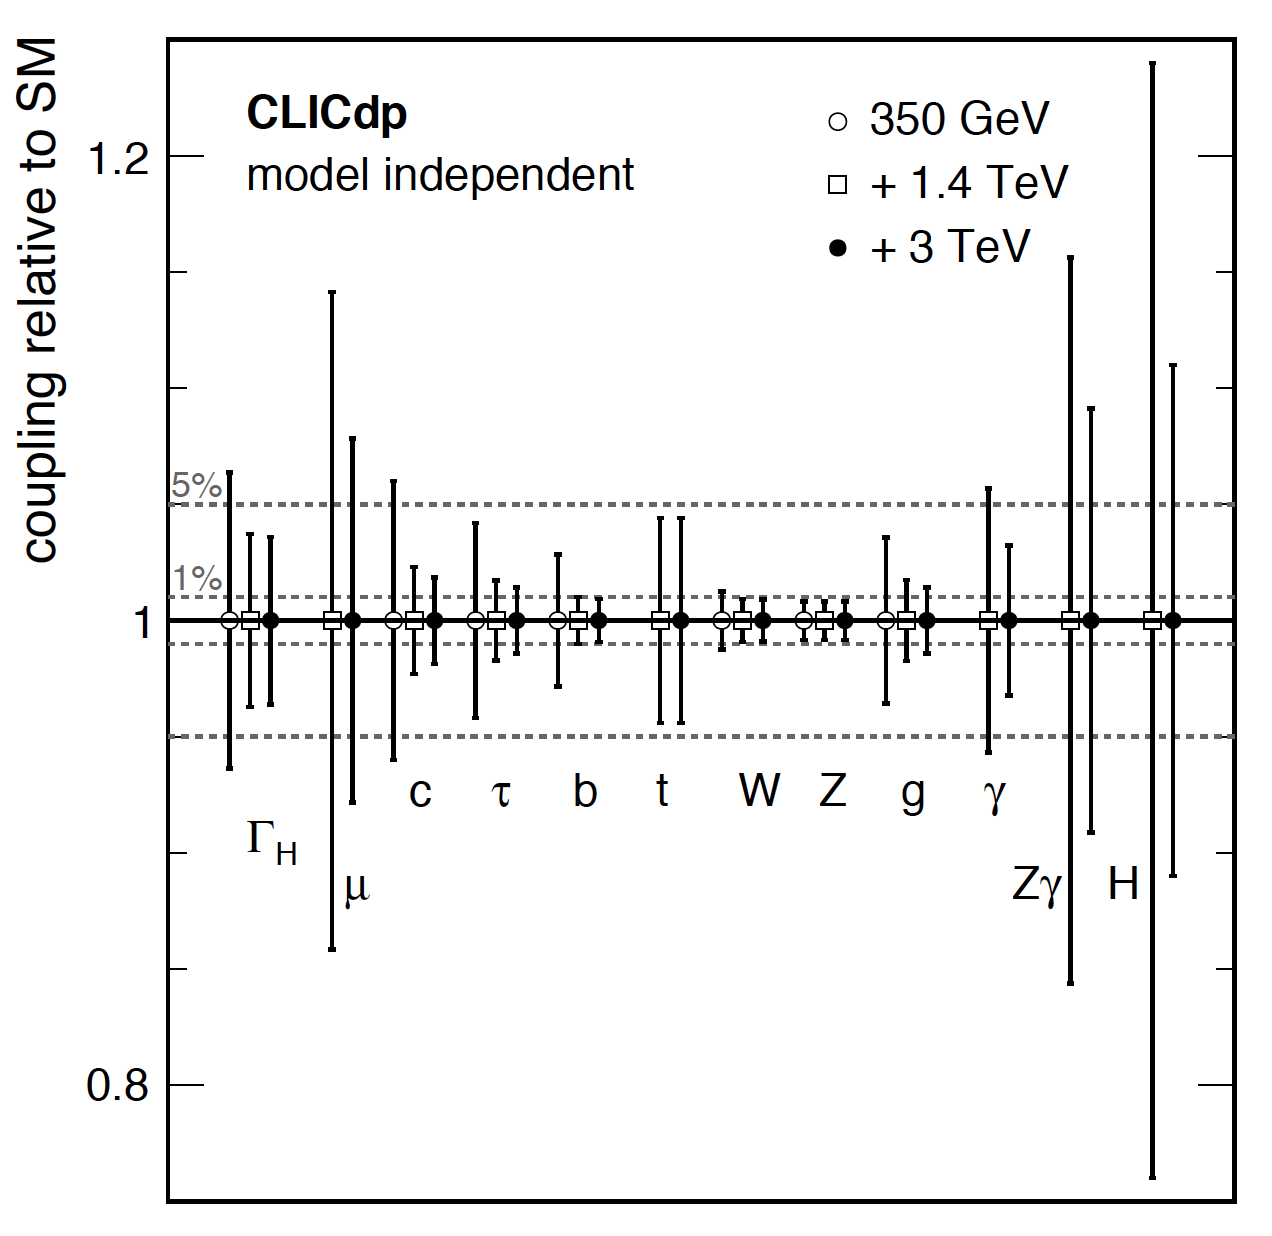 coupling relative to SM
CLICdp
model independent
350 GeV
+ 1.4 TeV
+ 3 TeV
1.2
5%
1%
1
0.8
c τ b t W Z g γ
Γ_H
μ
Zγ H